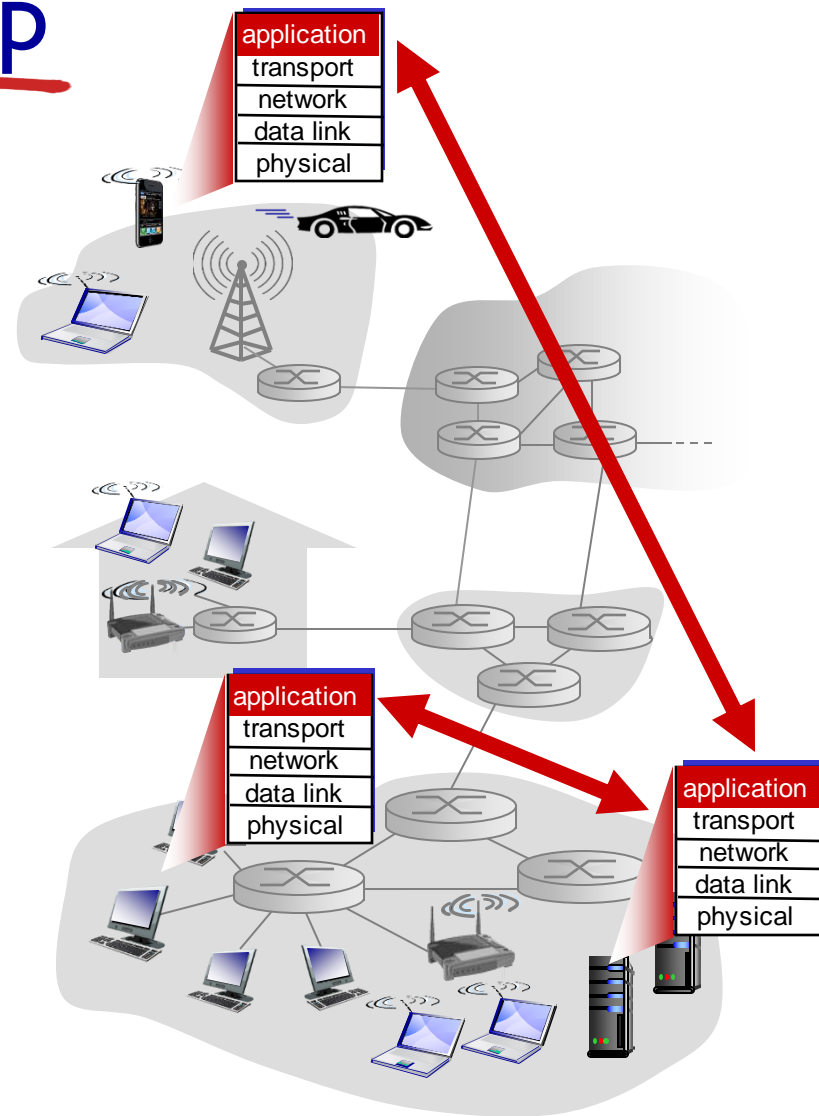 p
application
transport
network
data link
physical
application
transport
network
data link
physical
application
transport
network
data link
physical